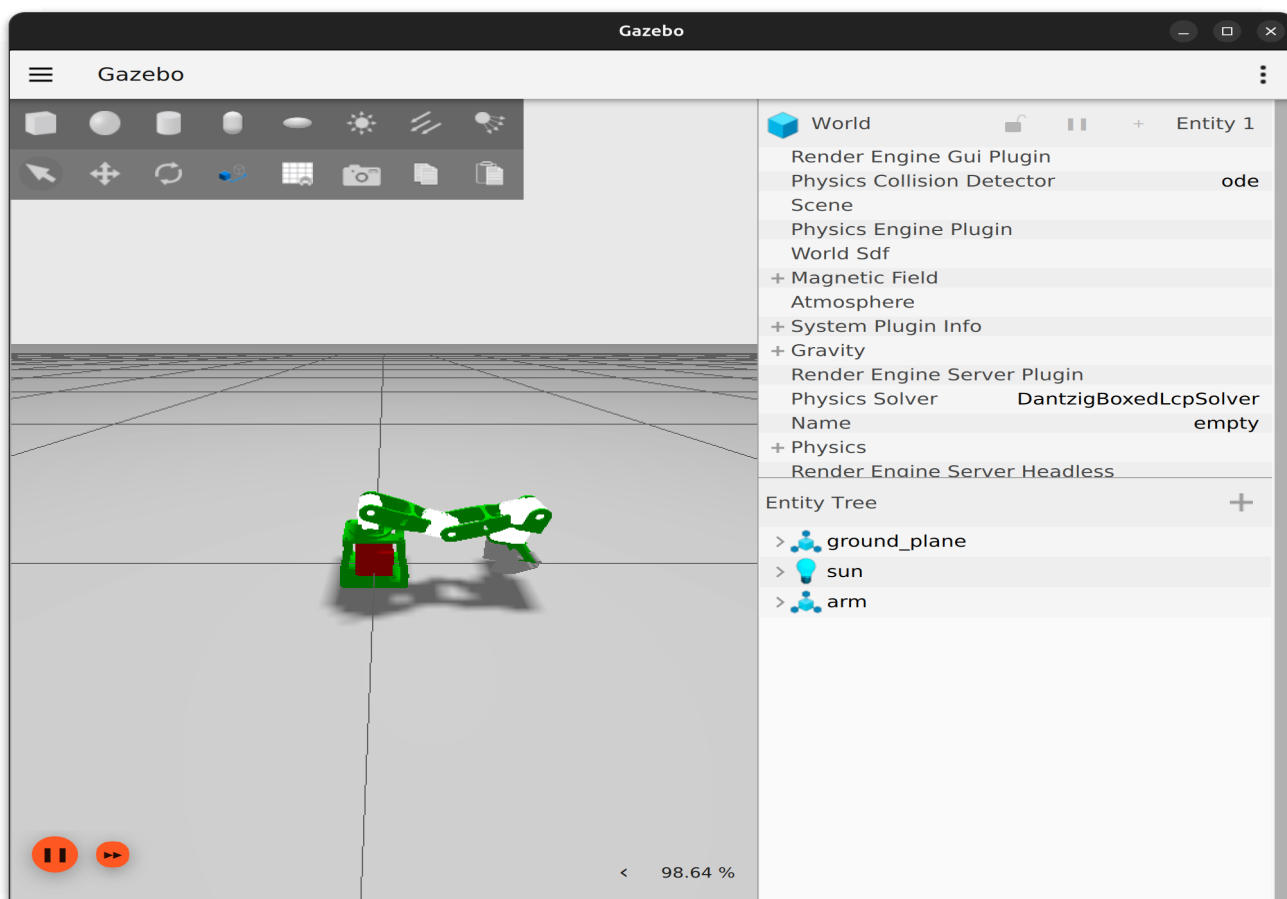 Gazebo
Gazebo
World Entity 1
Render Engine Gui Plugin
Physics Collision Detector ode
Scene
Physics Engine Plugin
World Sdf
Magnetic Field
Atmosphere
System Plugin Info
Gravity
Render Engine Server Plugin
Physics Solver DantzigBoxedLcpSolver
Name empty
Physics
Render Engine Server Headless
Entity Tree
ground_plane
sun
arm
98.64 %